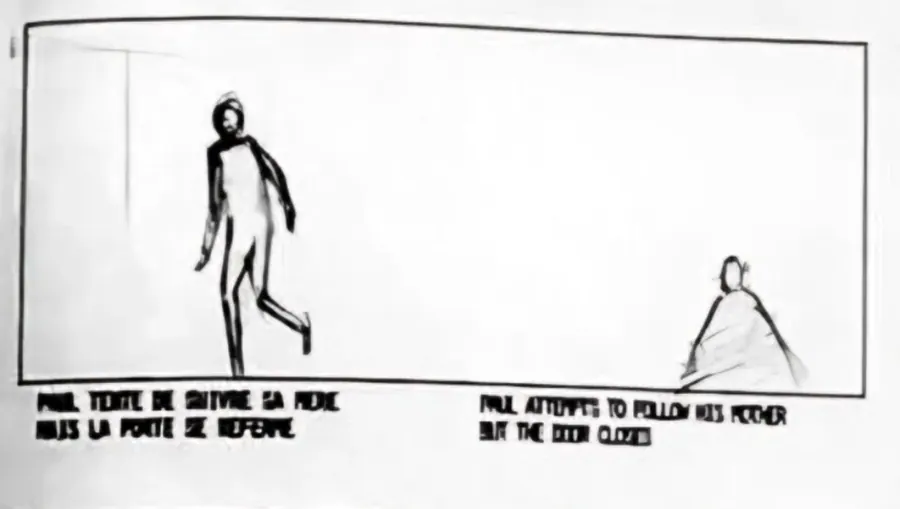 PAUL TENTE DE SUIVRE SA MERE
MAIS LA PORTE SE REFERME
PAUL ATTEMPTS TO FOLLOW HIS MOTHER
BUT THE DOOR CLOSES